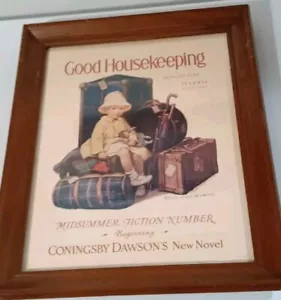 Good Housekeeping
MIDSUMMER FICTION NUMBER
Beginning
CONINGSBY DAWSON'S New Novel